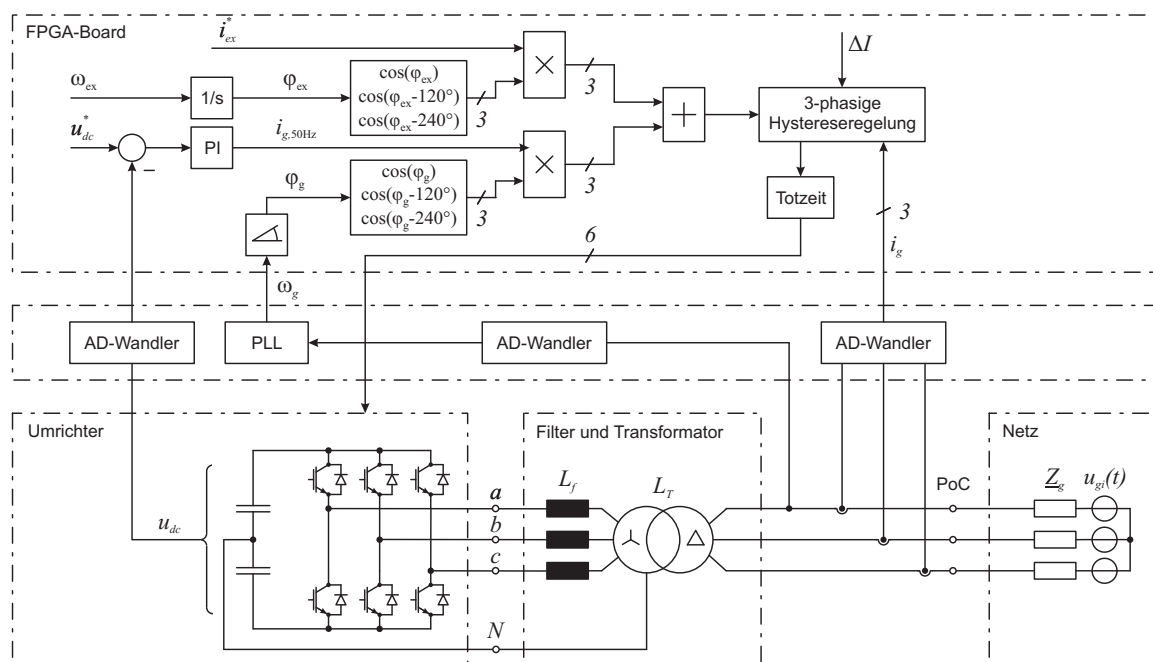 FPGA-Board
i*ex
ΔI
ωex
1/s
φex
cos(φex)
cos(φex-120°)
cos(φex-240°)
3
×
3
+
3-phasige
Hystereseregelung
u*dc
−
PI
ig,50Hz
×
3
φg
cos(φg)
cos(φg-120°)
cos(φg-240°)
3
Totzeit
3
6
ig
ωg
AD-Wandler
PLL
AD-Wandler
AD-Wandler
Umrichter
Filter und Transformator
Netz
udc
a
b
c
N
Lf
LT
PoC
Zg
ugi(t)